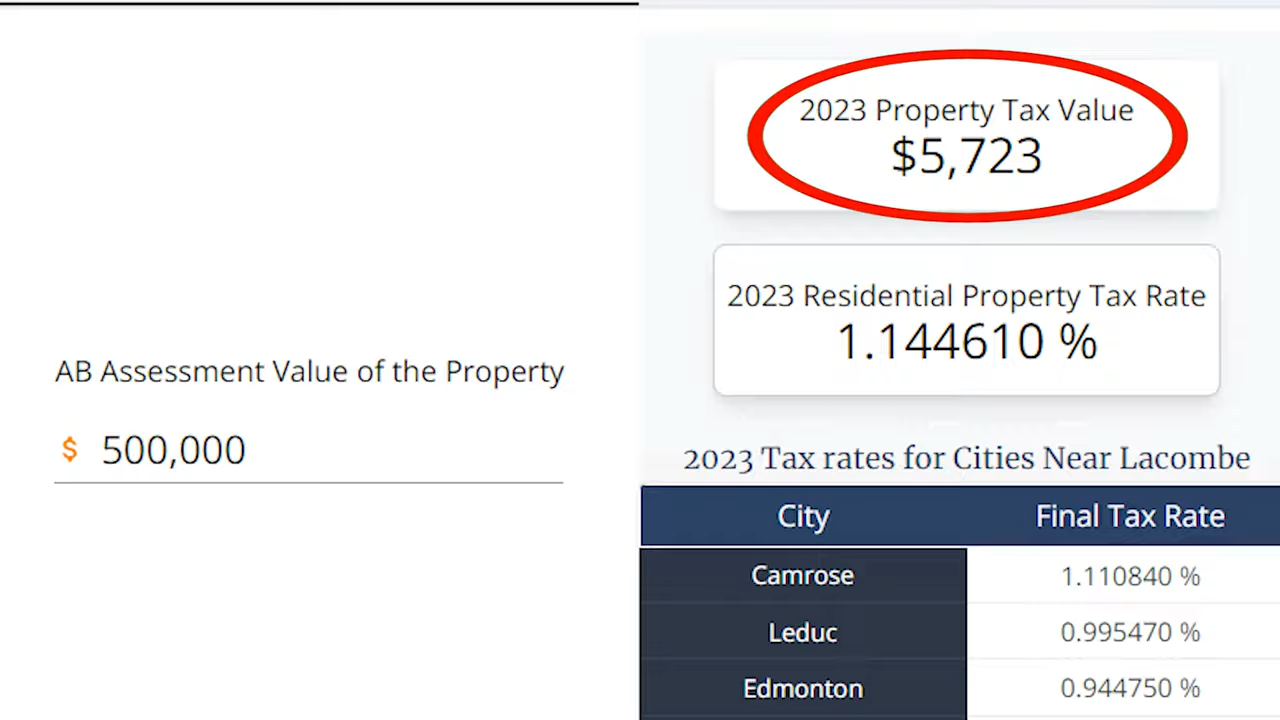 2023 Property Tax Value
$5,723
2023 Residential Property Tax Rate
1.144610 %
AB Assessment Value of the Property
$ 500,000
2023 Tax rates for Cities Near Lacombe
City Final Tax Rate
Camrose 1.110840 %
Leduc 0.995470 %
Edmonton 0.944750 %